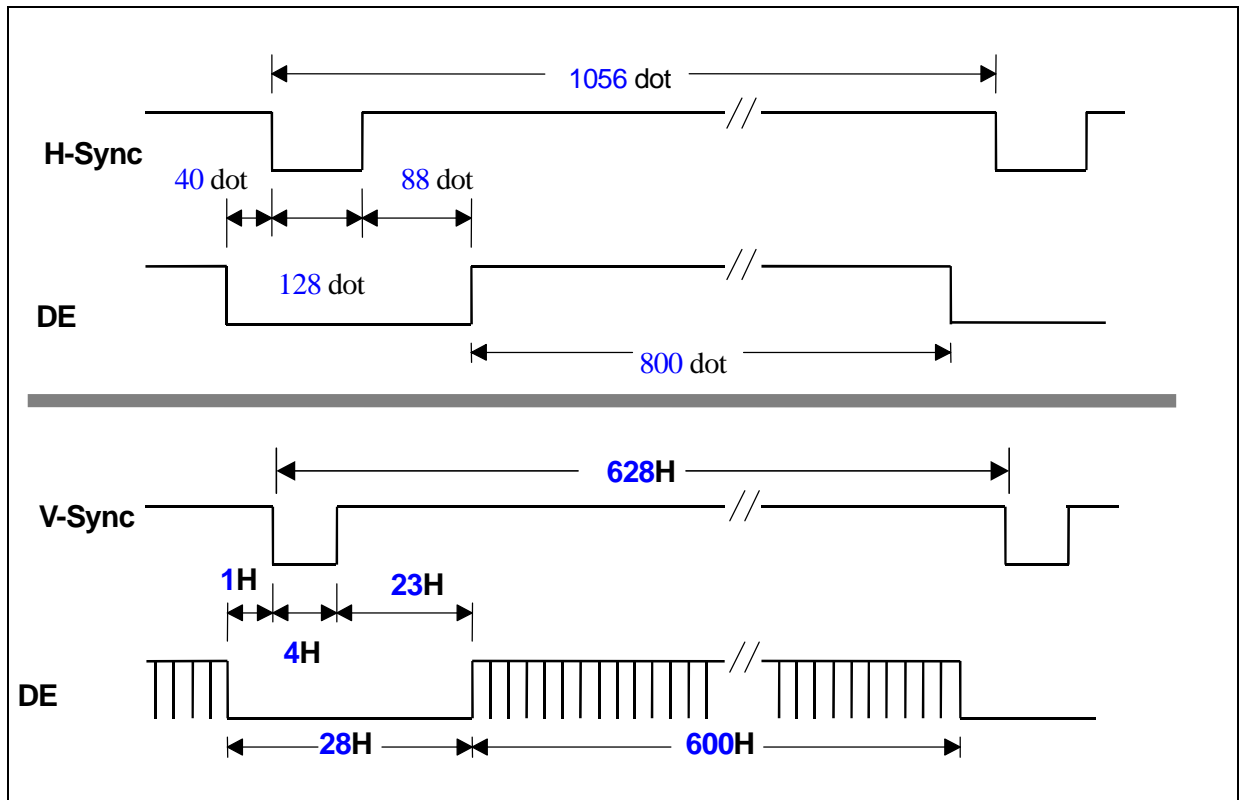 1056 dot
H-Sync
40 dot
88 dot
128 dot
DE
800 dot
628H
V-Sync
1H
23H
4H
DE
28H
600H